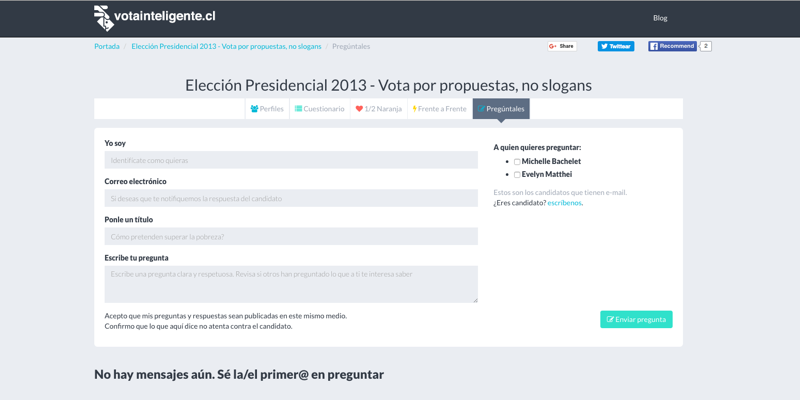 votainteligente.cl
Blog
Portada / Elección Presidencial 2013 - Vota por propuestas, no slogans / Pregúntales
Share
Twittear
Recommend 2
Elección Presidencial 2013 - Vota por propuestas, no slogans
Perfiles Cuestionario 1/2 Naranja Frente a Frente Pregúntales
Yo soy
Identifícate como quieras
Correo electrónico
Si deseas que te notifiquemos la respuesta del candidato
Ponle un título
Cómo pretenden superar la pobreza?
Escribe tu pregunta
Escribe una pregunta clara y respetuosa. Revisa si otros han preguntado lo que a ti te interesa saber
Acepto que mis preguntas y respuestas sean publicadas en este mismo medio.
Confirmo que lo que aquí dice no atenta contra el candidato.
A quien quieres preguntar:
Michelle Bachelet
Evelyn Matthei
Estos son los candidatos que tienen e-mail.
¿Eres candidato? escríbenos.
Enviar pregunta
No hay mensajes aún. Sé la/el primer@ en preguntar